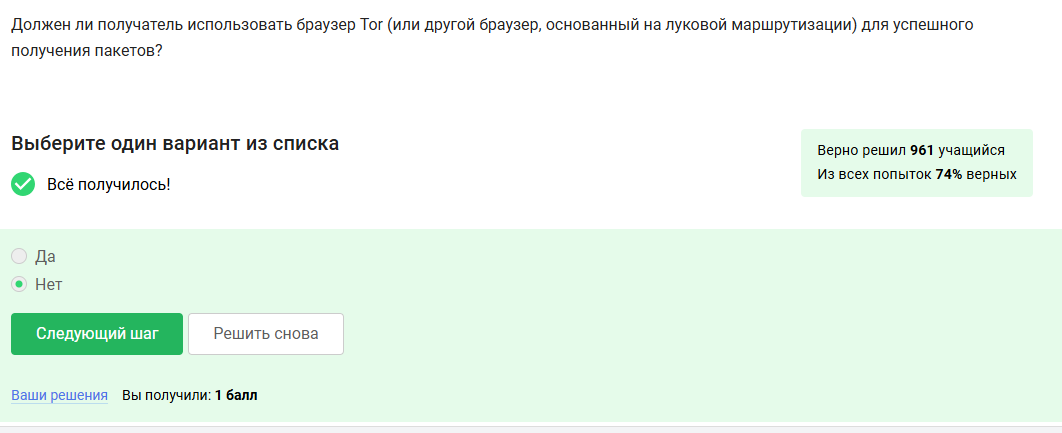 Должен ли получатель использовать браузер Tor (или другой браузер, основанный на луковой маршрутизации) для успешного
получения пакетов?
Выберите один вариант из списка
Всё получилось!
Верно решил 961 учащийся
Из всех попыток 74% верных
Да
Нет
Следующий шаг
Решить снова
Ваши решения Вы получили: 1 балл